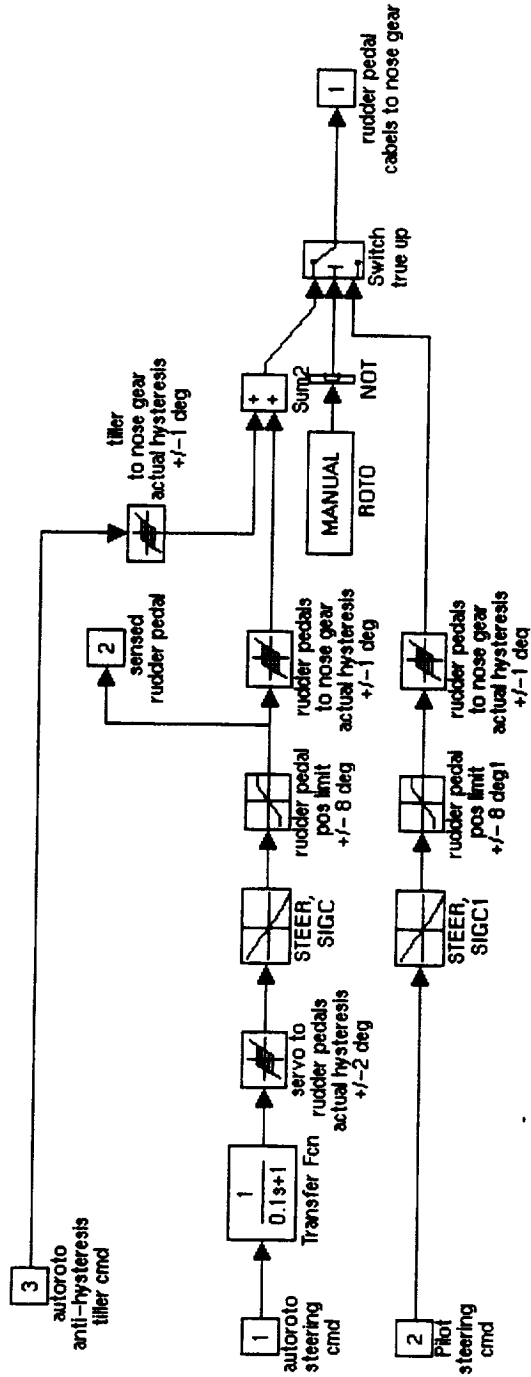 3
autoroto
anti-hysteresis
tiller cmd
tiller
to nose gear
actual hysteresis
+/-1 deg
2
sensed
rudder pedal
1
autoroto
steering
cmd
1
0.1s+1
Transfer Fcn
servo to
rudder pedals
actual hysteresis
+/-2 deg
STEER,
SIGC
rudder pedal
pos limit
+/- 8 deg
rudder pedals
to nose gear
actual hysteresis
+/-1 deg
+
+
Sum2
MANUAL
ROTO
NOT
Switch
true up
1
rudder pedal
cabels to nose gear
2
Pilot
steering
cmd
STEER,
SIGC1
rudder pedal
pos limit
+/- 8 deg1
rudder pedals
to nose gear
actual hysteresis
+/-1 deg